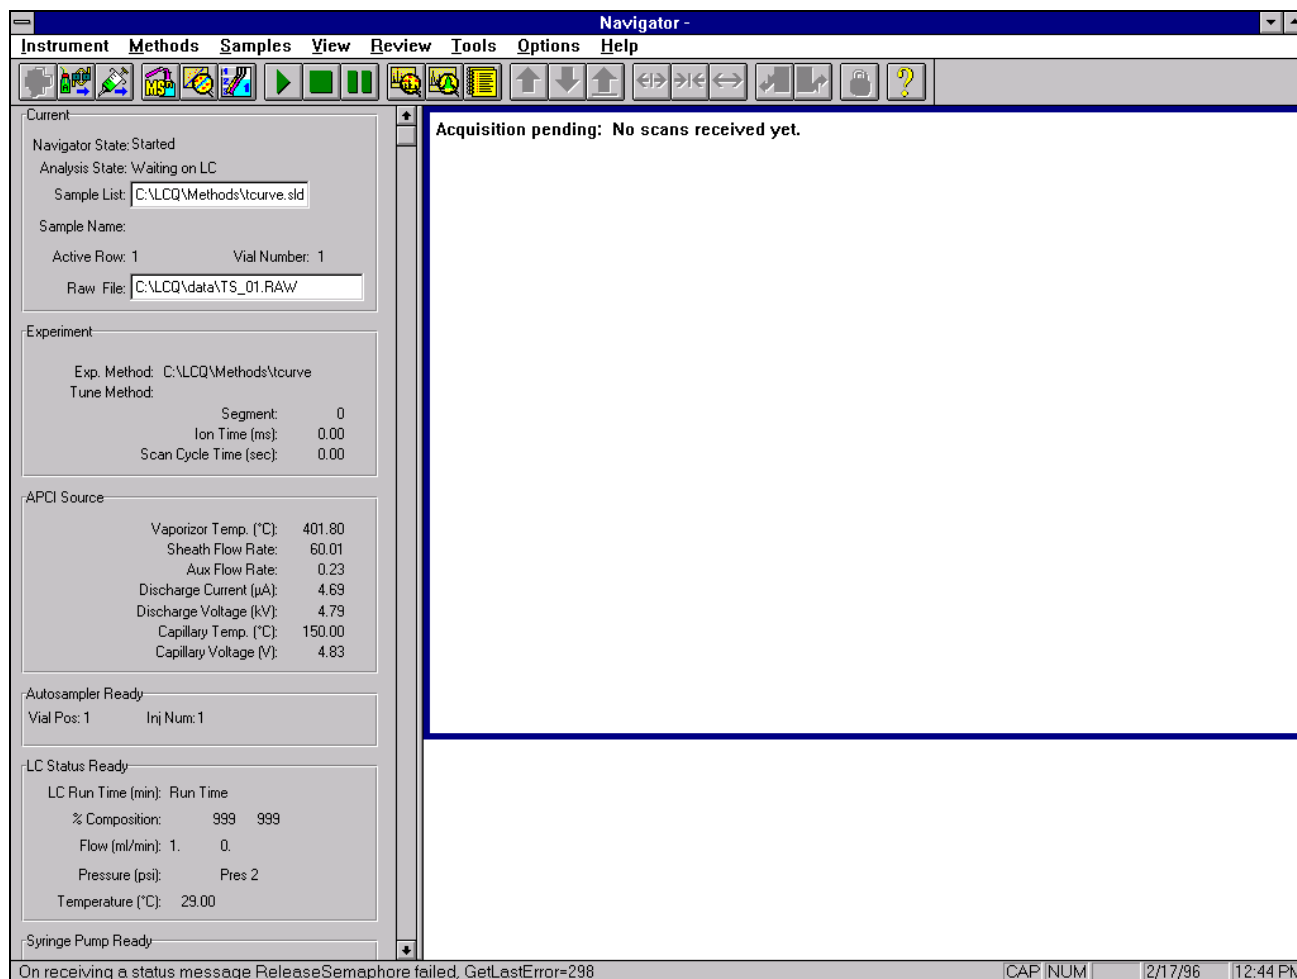 Navigator -
Instrument Methods Samples View Review Tools Options Help
MSn
?
Current
Navigator State: Started
Analysis State: Waiting on LC
Sample List: C:\LCQ\Methods\tcurve.sld
Sample Name:
Active Row: 1 Vial Number: 1
Raw File: C:\LCQ\data\TS_01.RAW
Experiment
Exp. Method: C:\LCQ\Methods\tcurve
Tune Method:
Segment: 0
Ion Time (ms): 0.00
Scan Cycle Time (sec): 0.00
APCI Source
Vaporizor Temp. (°C): 401.80
Sheath Flow Rate: 60.01
Aux Flow Rate: 0.23
Discharge Current (µA): 4.69
Discharge Voltage (kV): 4.79
Capillary Temp. (°C): 150.00
Capillary Voltage (V): 4.83
Autosampler Ready
Vial Pos: 1 Inj Num: 1
LC Status Ready
LC Run Time (min): Run Time
% Composition: 999 999
Flow (ml/min): 1. 0.
Pressure (psi): Pres 2
Temperature (°C): 29.00
Syringe Pump Ready
Acquisition pending: No scans received yet.
On receiving a status message ReleaseSemaphore failed, GetLastError=298 CAP NUM 2/17/96 12:44 PM